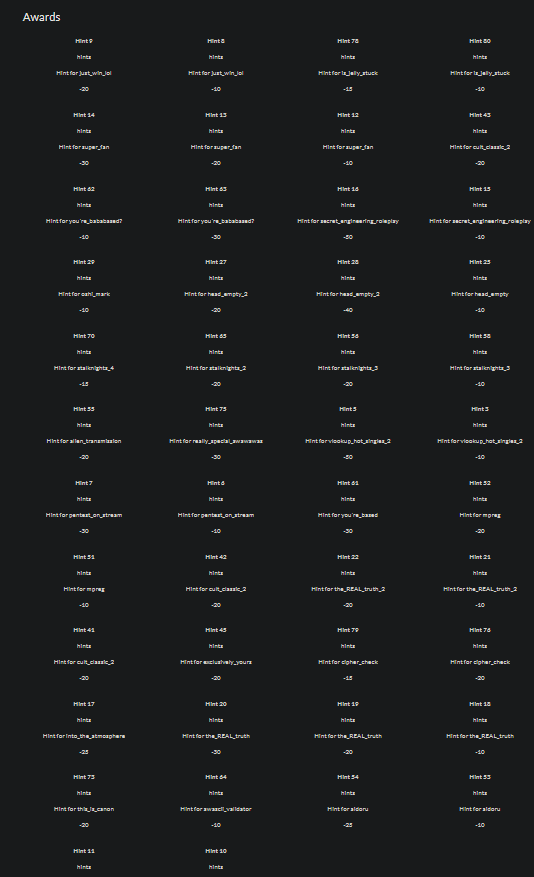 Awards
Hint 9 Hint 8 Hint 78 Hint 80
hints hints hints hints
Hint for just_win_lol Hint for just_win_lol Hint for is_jelly_stuck Hint for is_jelly_stuck
-20 -10 -15 -10
Hint 14 Hint 13 Hint 12 Hint 43
hints hints hints hints
Hint for super_fan Hint for super_fan Hint for super_fan Hint for cult_classic_2
-30 -20 -10 -20
Hint 62 Hint 63 Hint 16 Hint 15
hints hints hints hints
Hint for you're_bababased? Hint for you're_bababased? Hint for secret_engineering_roleplay Hint for secret_engineering_roleplay
-10 -30 -50 -10
Hint 29 Hint 27 Hint 28 Hint 25
hints hints hints hints
Hint for oshi_mark Hint for head_empty_2 Hint for head_empty_2 Hint for head_empty
-10 -20 -40 -10
Hint 70 Hint 65 Hint 56 Hint 58
hints hints hints hints
Hint for stalknights_4 Hint for stalknights_2 Hint for stalknights_3 Hint for stalknights_3
-15 -20 -20 -10
Hint 55 Hint 75 Hint 5 Hint 3
hints hints hints hints
Hint for alien_transmission Hint for really_special_awawawas Hint for vlookup_hot_singles_2 Hint for vlookup_hot_singles_2
-20 -30 -50 -10
Hint 7 Hint 6 Hint 61 Hint 52
hints hints hints hints
Hint for pentest_on_stream Hint for pentest_on_stream Hint for you're_based Hint for mpreg
-30 -10 -30 -20
Hint 51 Hint 42 Hint 22 Hint 21
hints hints hints hints
Hint for mpreg Hint for cult_classic_2 Hint for the_REAL_truth_2 Hint for the_REAL_truth_2
-10 -20 -20 -10
Hint 41 Hint 45 Hint 79 Hint 76
hints hints hints hints
Hint for cult_classic_2 Hint for exclusively_yours Hint for cipher_check Hint for cipher_check
-20 -20 -15 -20
Hint 17 Hint 20 Hint 19 Hint 18
hints hints hints hints
Hint for into_the_atmosphere Hint for the_REAL_truth Hint for the_REAL_truth Hint for the_REAL_truth
-25 -30 -20 -10
Hint 73 Hint 64 Hint 54 Hint 53
hints hints hints hints
Hint for this_is_canon Hint for awascii_validator Hint for aidoru Hint for aidoru
-20 -10 -25 -10
Hint 11 Hint 10
hints hints